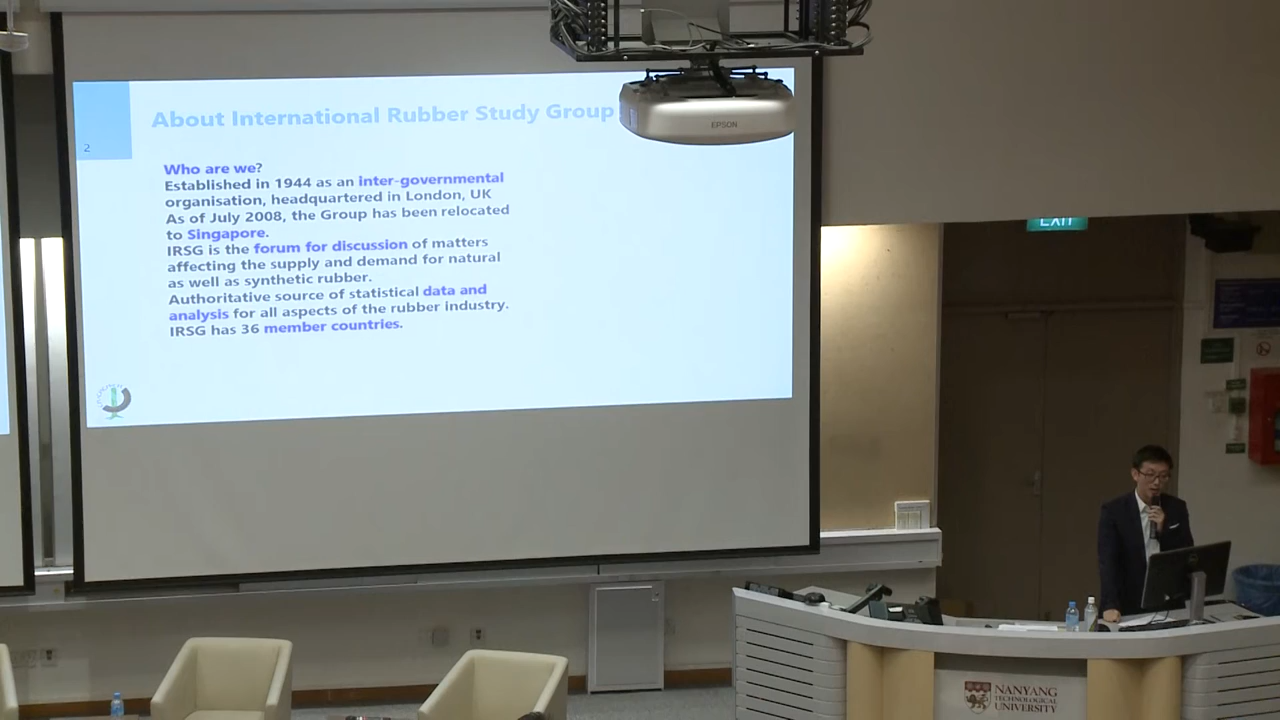 About International Rubber Study Group
2
Who are we?
Established in 1944 as an inter-governmental
organisation, headquartered in London, UK
As of July 2008, the Group has been relocated
to Singapore.
IRSG is the forum for discussion of matters
affecting the supply and demand for natural
as well as synthetic rubber.
Authoritative source of statistical data and
analysis for all aspects of the rubber industry.
IRSG has 36 member countries.
EPSON
EXIT
NANYANG
TECHNOLOGICAL
UNIVERSITY